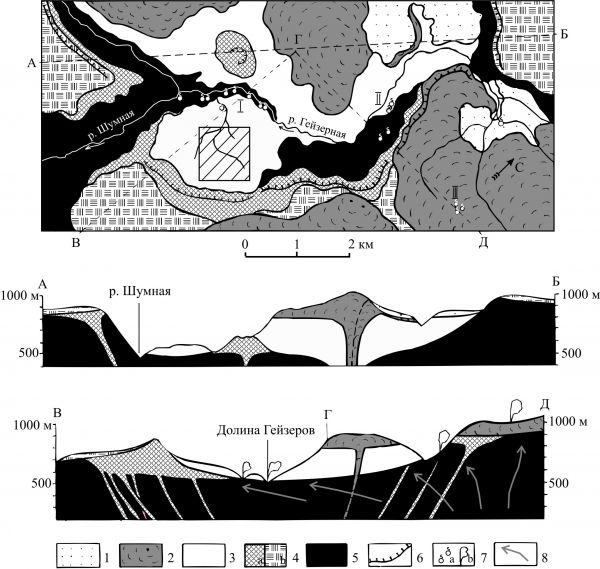 А
Б
Г
I
II
р. Шумная
р. Гейзерная
С
III
В
Д
0 1 2 км
А
р. Шумная
Б
1000 м
1000 м
500
500
В
Г
Д
Долина Гейзеров
1000 м
1000 м
500
500
1 2 3 a b 4 5 6 a b 7 8